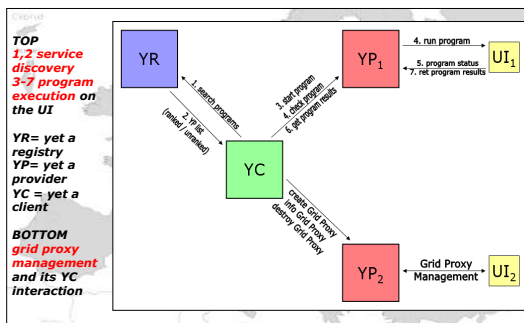 Cyprus
TOP
1,2 service
discovery
3-7 program
execution on
the UI
YR= yet a
registry
YP= yet a
provider
YC = yet a
client
BOTTOM
grid proxy
management
and its YC
interaction
YR
YP1
UI1
4. run program
5. program status
7. ret program results
1. search programs
2. YP list
(ranked / unranked)
3. start program
4. check program
6. get program results
YC
create Grid Proxy
info Grid Proxy
destroy Grid Proxy
YP2
Grid Proxy
Management
UI2